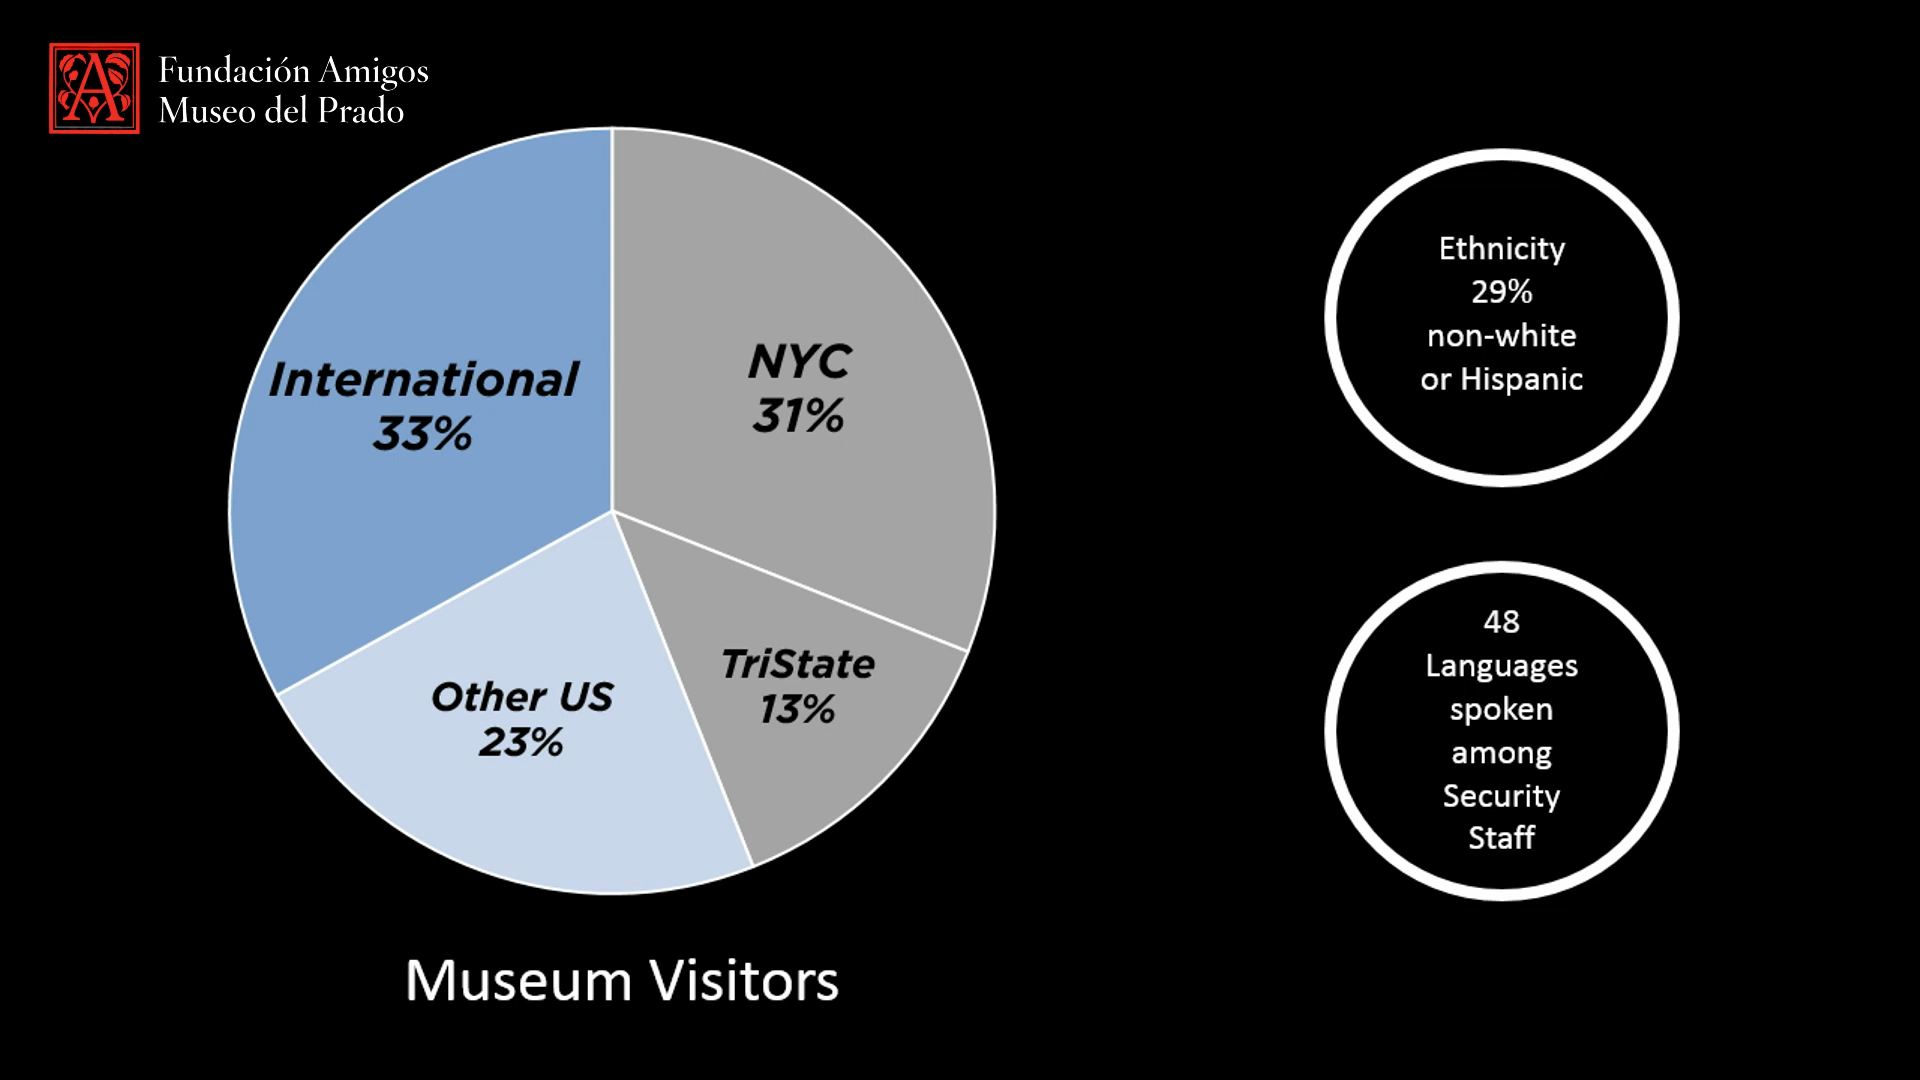 Fundación Amigos
Museo del Prado
International
33%
NYC
31%
TriState
13%
Other US
23%
Museum Visitors
Ethnicity
29%
non-white
or Hispanic
48
Languages
spoken
among
Security
Staff